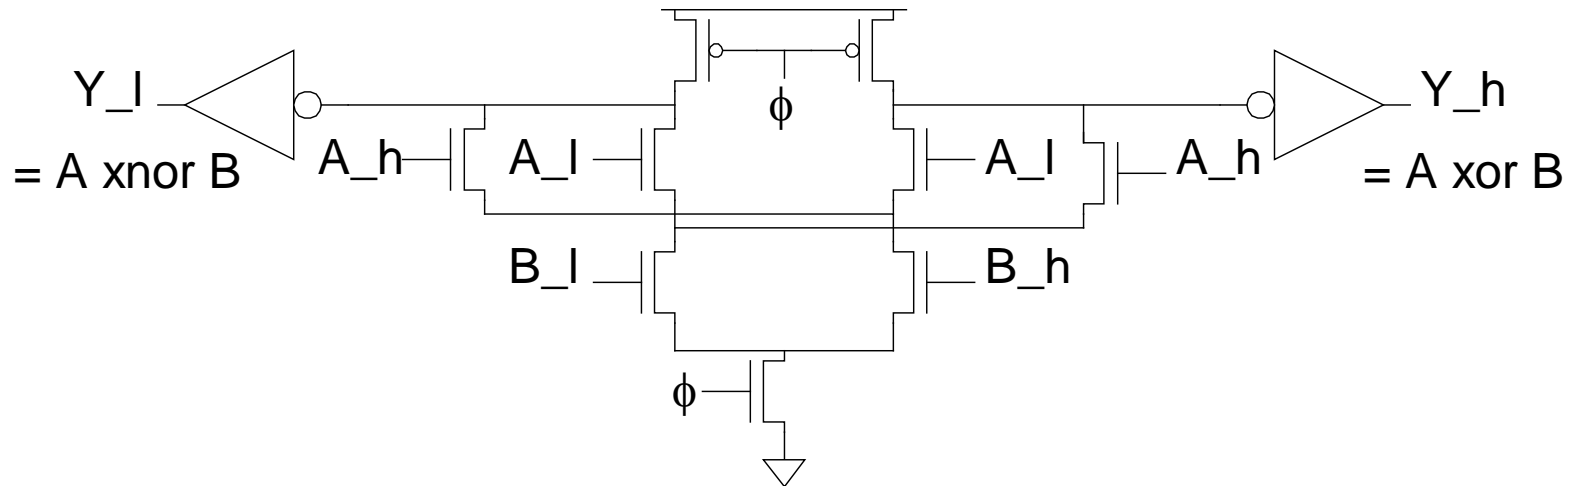 Y_l
ϕ
Y_h
A_h
A_l
A_l
A_h
= A xnor B
= A xor B
B_l
B_h
ϕ